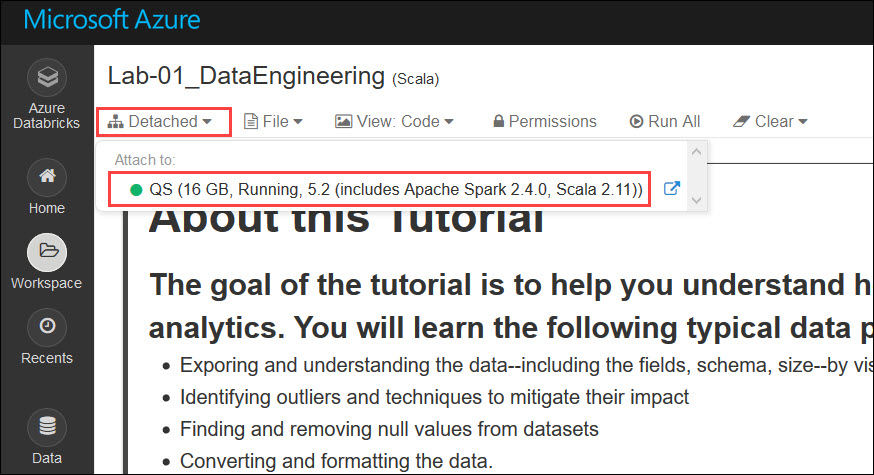 Microsoft Azure
Lab-01_DataEngineering (Scala)
Azure
Databricks
Detached File View: Code Permissions Run All Clear
Attach to:
QS (16 GB, Running, 5.2 (includes Apache Spark 2.4.0, Scala 2.11))
Home
About this Tutorial
Workspace
The goal of the tutorial is to help you understand h
analytics. You will learn the following typical data p
Recents
• Exporing and understanding the data--including the fields, schema, size--by vis
• Identifying outliers and techniques to mitigate their impact
• Finding and removing null values from datasets
Data
• Converting and formatting the data.